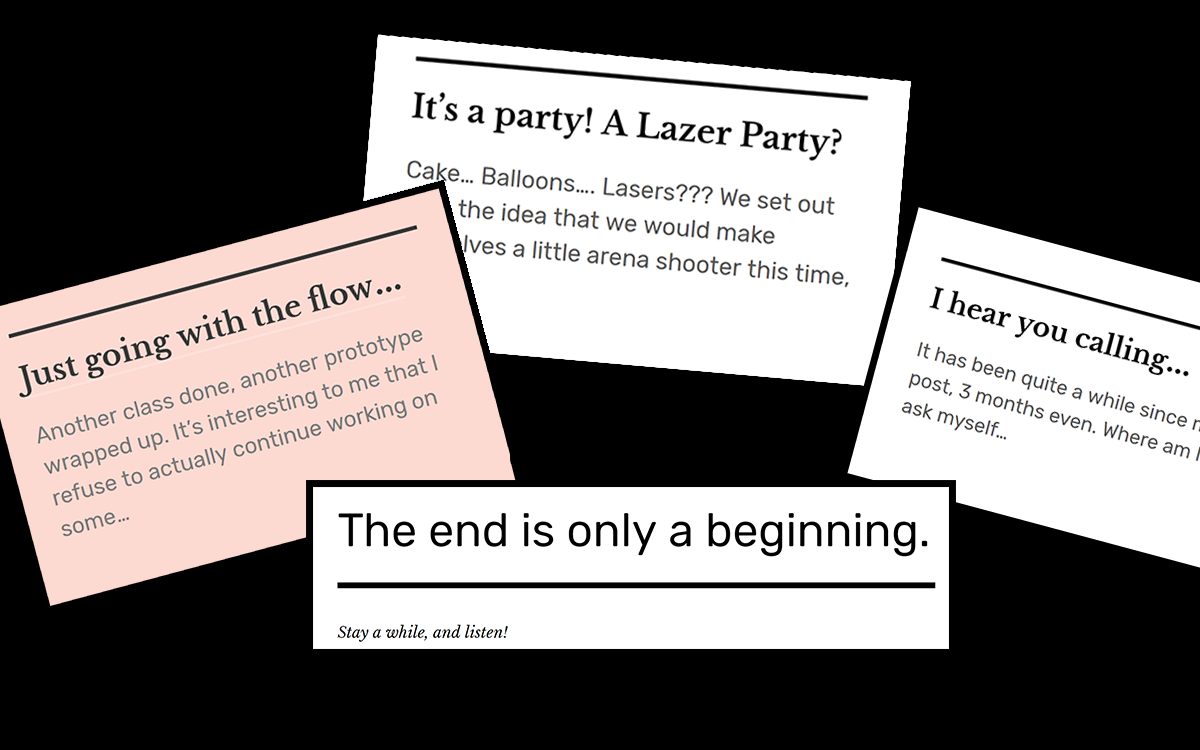 It’s a party! A Lazer Party?
Cake… Balloons…. Lasers??? We set out
the idea that we would make
a little arena shooter this time,
Just going with the flow…
Another class done, another prototype
wrapped up. It’s interesting to me that I
refuse to actually continue working on
some…
I hear you calling…
It has been quite a while since
post, 3 months even. Where am I
ask myself…
The end is only a beginning.
Stay a while, and listen!